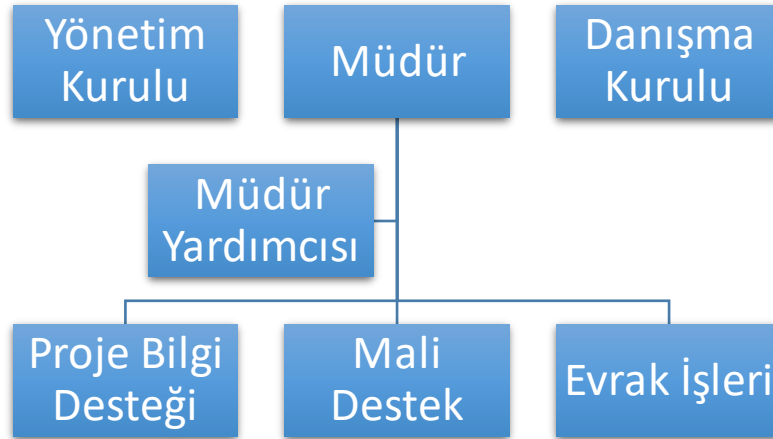 Yönetim
Kurulu
Müdür
Danışma
Kurulu
Müdür
Yardımcısı
Proje Bilgi
Desteği
Mali
Destek
Evrak İşleri